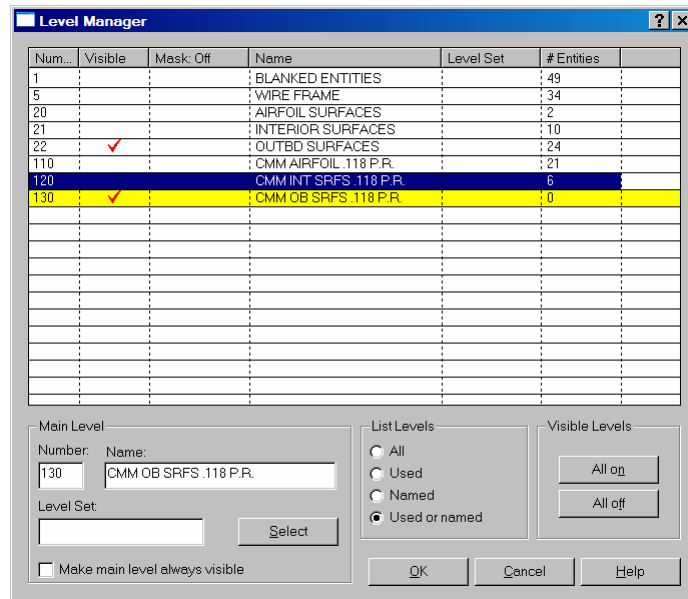 Level Manager
? x
Num... Visible Mask: Off Name Level Set # Entities
1 BLANKED ENTITIES 49
5 WIRE FRAME 34
20 AIRFOIL SURFACES 2
21 INTERIOR SURFACES 10
22 OUTBD SURFACES 24
110 CMM AIRFOIL .118 P.R. 21
120 CMM INT SRFS .118 P.R. 6
130 CMM OB SRFS .118 P.R. 0
Main Level
Number: Name:
130 CMM OB SRFS .118 P.R.
Level Set:
Select
Make main level always visible
List Levels
All
Used
Named
Used or named
Visible Levels
All on
All off
OK Cancel Help